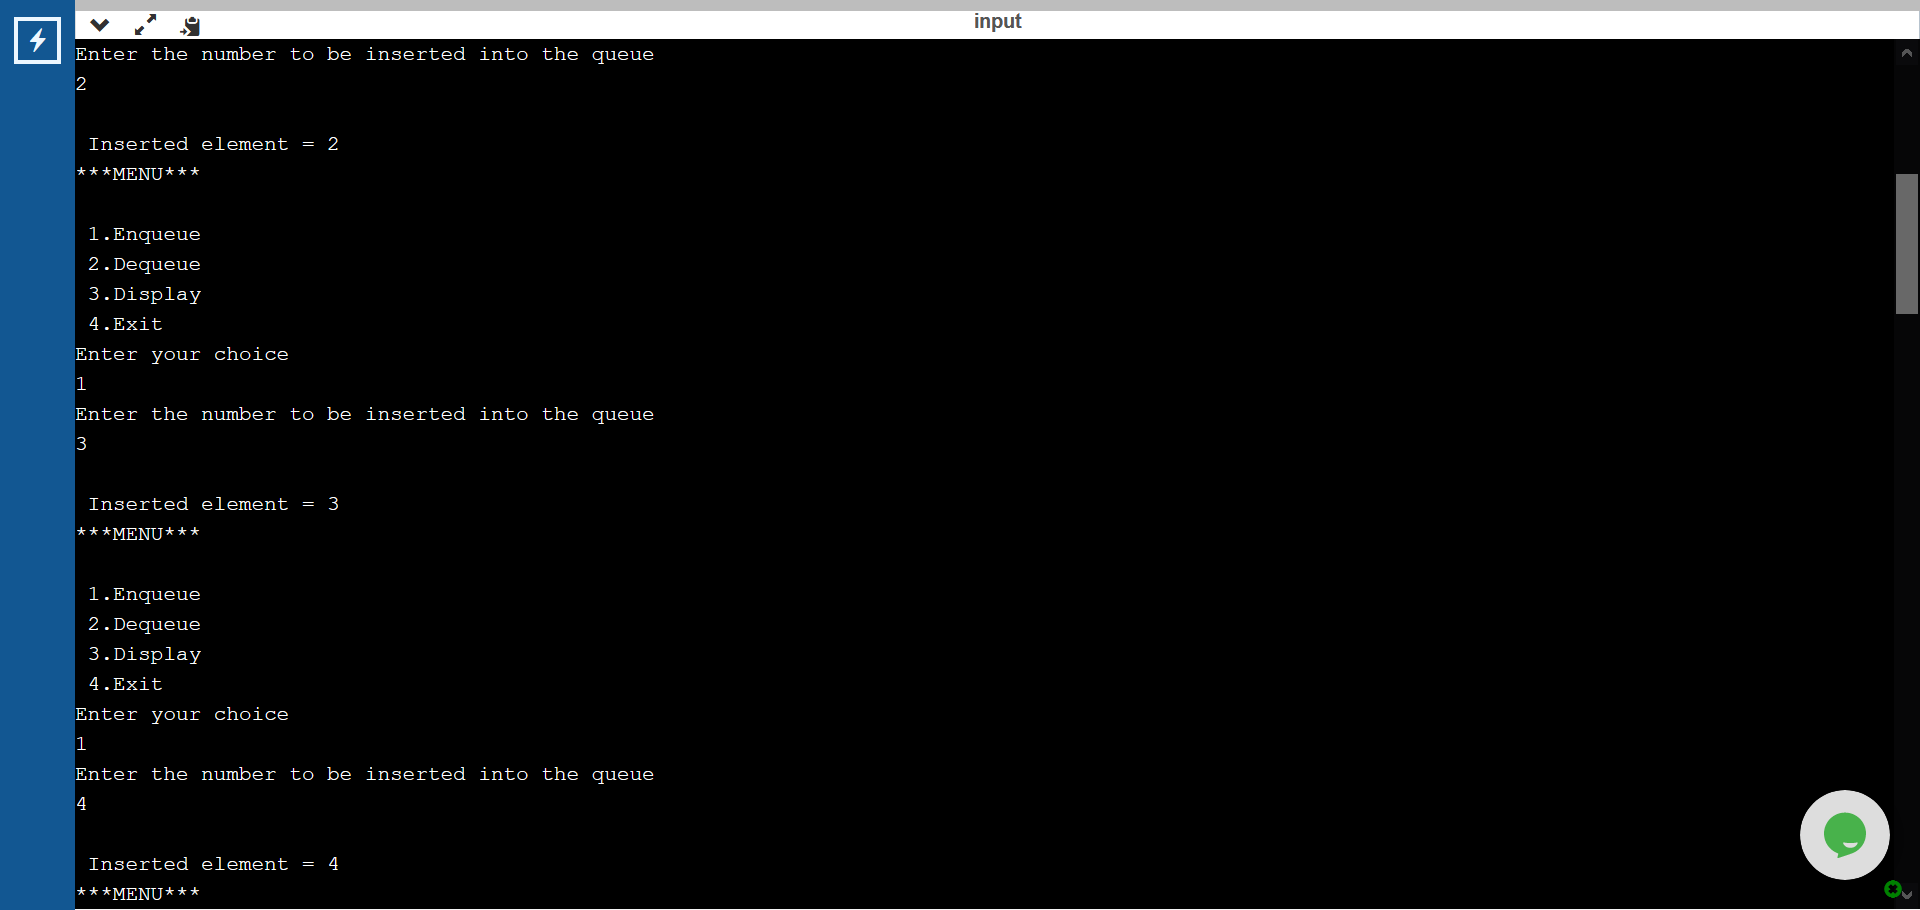 input
Enter the number to be inserted into the queue
2
Inserted element = 2
***MENU***
1.Enqueue
2.Dequeue
3.Display
4.Exit
Enter your choice
1
Enter the number to be inserted into the queue
3
Inserted element = 3
***MENU***
1.Enqueue
2.Dequeue
3.Display
4.Exit
Enter your choice
1
Enter the number to be inserted into the queue
4
Inserted element = 4
***MENU***